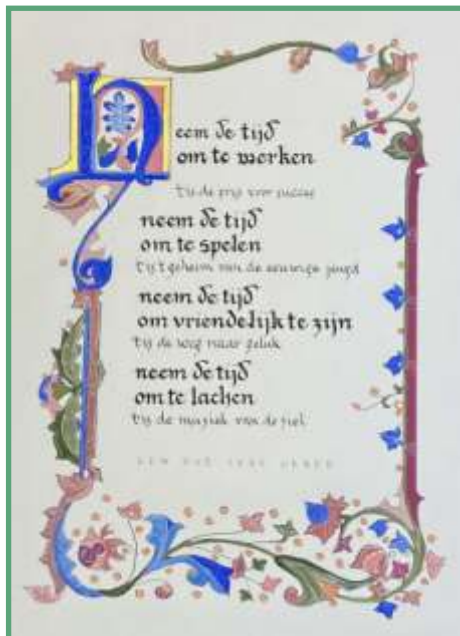 Neem de tijd
om te werken
tis de prijs voor succes
neem de tijd
om te spelen
tis t geheim van de eeuwige jeugd
neem de tijd
om vriendelijk te zijn
tis de weg naar geluk
neem de tijd
om te lachen
tis de muziek van de ziel